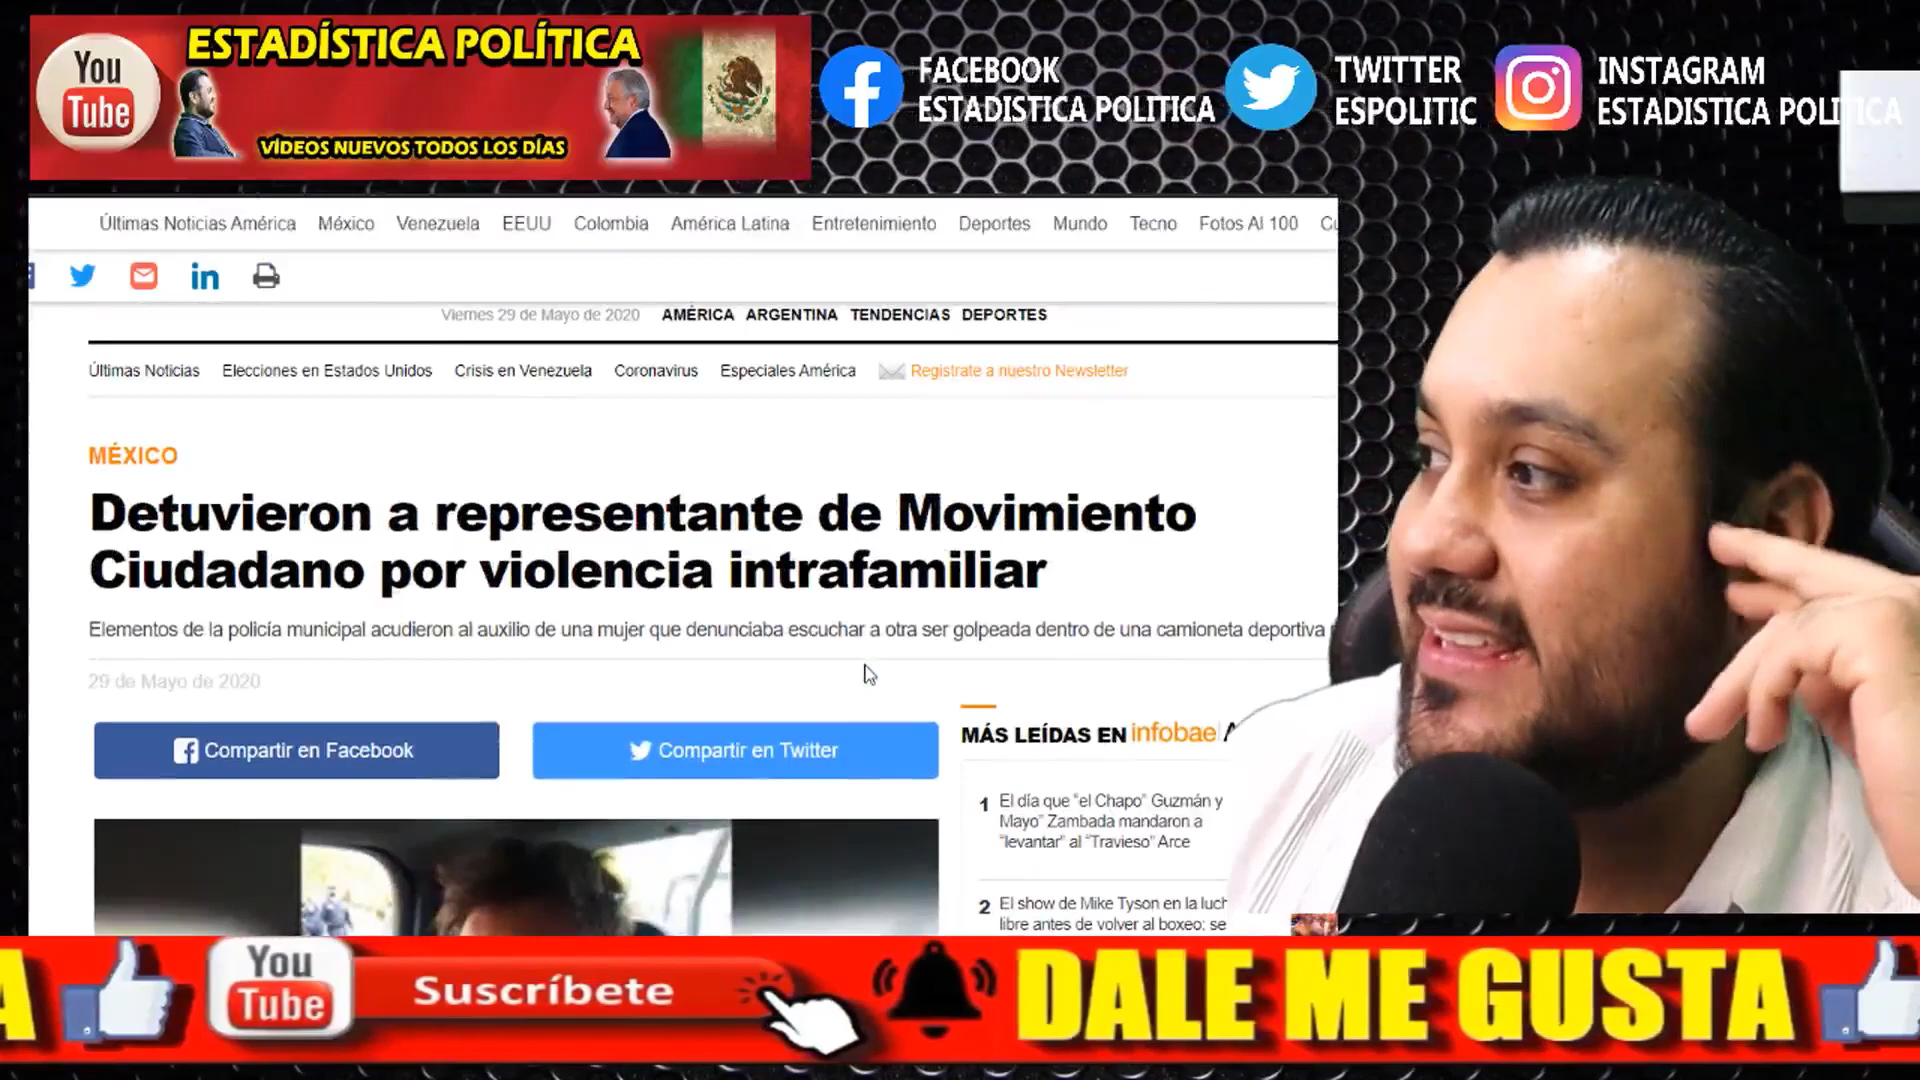 You
Tube
ESTADÍSTICA POLÍTICA
VÍDEOS NUEVOS TODOS LOS DÍAS
FACEBOOK
ESTADISTICA POLITICA
TWITTER
ESPOLITIC
INSTAGRAM
ESTADISTICA POLITICA
Últimas Noticias América México Venezuela EEUU Colombia América Latina Entretenimiento Deportes Mundo Tecno Fotos Al 100
Viernes 29 de Mayo de 2020 AMÉRICA ARGENTINA TENDENCIAS DEPORTES
Últimas Noticias Elecciones en Estados Unidos Crisis en Venezuela Coronavirus Especiales América Registrate a nuestro Newsletter
MÉXICO
Detuvieron a representante de Movimiento
Ciudadano por violencia intrafamiliar
Elementos de la policía municipal acudieron al auxilio de una mujer que denunciaba escuchar a otra ser golpeada dentro de una camioneta deportiva
29 de Mayo de 2020
Compartir en Facebook
Compartir en Twitter
MÁS LEÍDAS EN infobae
1 El día que "el Chapo" Guzmán y
Mayo" Zambada mandaron a
"levantar" al "Travieso" Arce
2 El show de Mike Tyson en la luch
libre antes de volver al boxeo: se
A
You
Tube
Suscríbete
DALE ME GUSTA